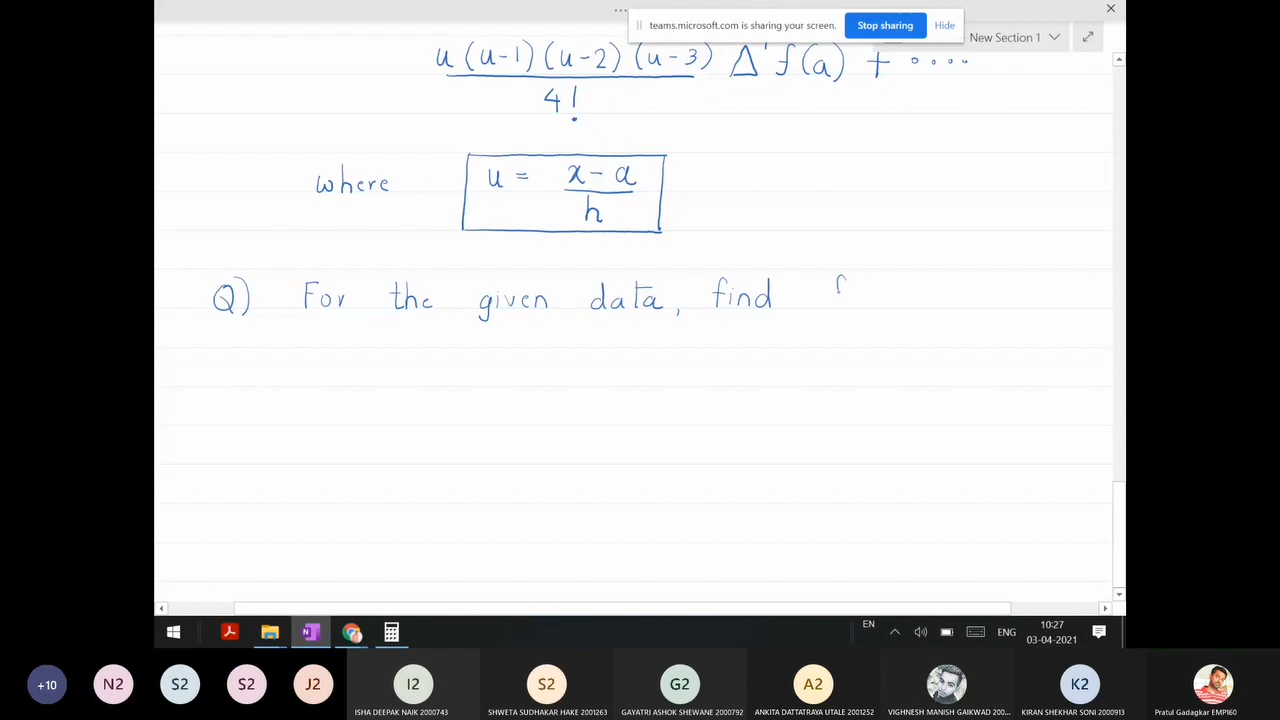 teams.microsoft.com is sharing your screen. Stop sharing Hide
New Section 1
u (u-1) (u-2) (u-3) Δ' f(a) + ....
4!
where u = x - a
h
Q) For the given data, find f
EN
ENG
10:27
03-04-2021
+10 N2 S2 S2 J2 I2 S2 G2 A2 K2
ISHA DEEPAK NAIK 2000743 SHWETA SUDHAKAR HAKE 2001263 GAYATRI ASHOK SHEWANE 2000792 ANKITA DATTATRAYA UTALE 2001252 VIGHNESH MANISH GAIKWAD 200... KIRAN SHEKHAR SONI 2000913 Pratul Gadagkar EMP160